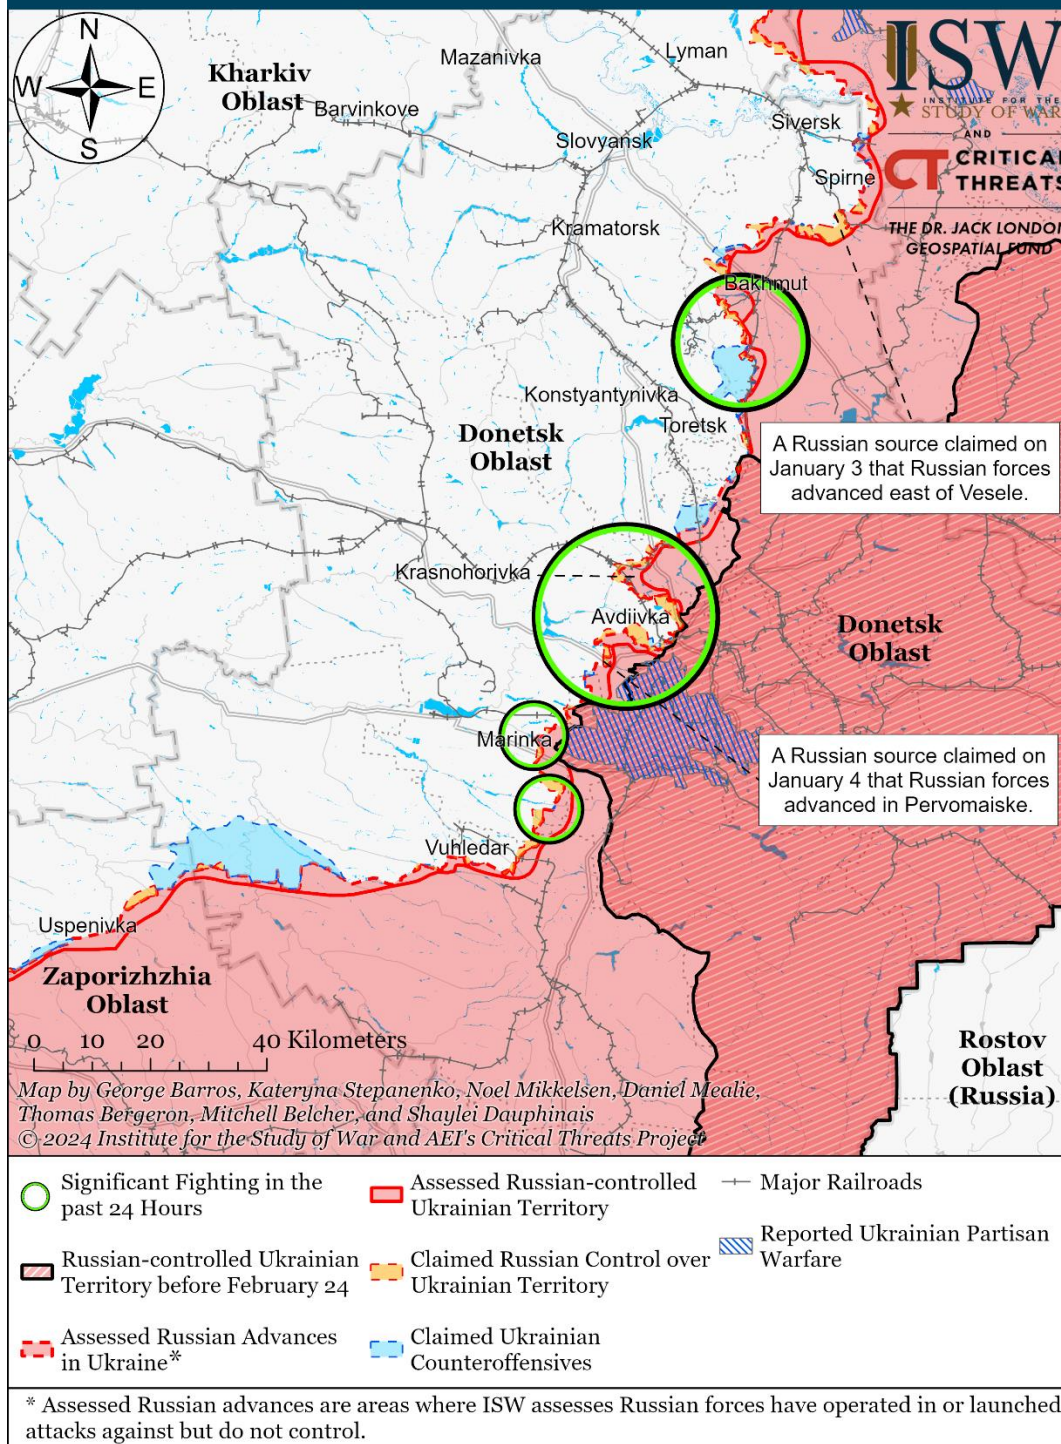 N
W
E
S
ISW
INSTITUTE FOR THE
STUDY OF WAR
AND
CT CRITICAL
THREATS
THE DR. JACK LONDON
GEOSPATIAL FUND
Mazanivka
Lyman
Kharkiv
Oblast
Barvinkove
Siversk
Slovyansk
Spirne
Kramatorsk
Bakhmut
Konstyantynivka
Toretsk
Donetsk
Oblast
A Russian source claimed on
January 3 that Russian forces
advanced east of Vesele.
Krasnohorivka
Avdiivka
Donetsk
Oblast
Marinka
A Russian source claimed on
January 4 that Russian forces
advanced in Pervomaiske.
Vuhledar
Uspenivka
Zaporizhzhia
Oblast
0 10 20 40 Kilometers
Rostov
Oblast
(Russia)
Map by George Barros, Kateryna Stepanenko, Noel Mikkelsen, Daniel Mealie,
Thomas Bergeron, Mitchell Belcher, and Shaylei Dauphinais
© 2024 Institute for the Study of War and AEI's Critical Threats Project
Significant Fighting in the
past 24 Hours
Russian-controlled Ukrainian
Territory before February 24
Assessed Russian Advances
in Ukraine*
Assessed Russian-controlled
Ukrainian Territory
Claimed Russian Control over
Ukrainian Territory
Claimed Ukrainian
Counteroffensives
Major Railroads
Reported Ukrainian Partisan
Warfare
* Assessed Russian advances are areas where ISW assesses Russian forces have operated in or launched
attacks against but do not control.